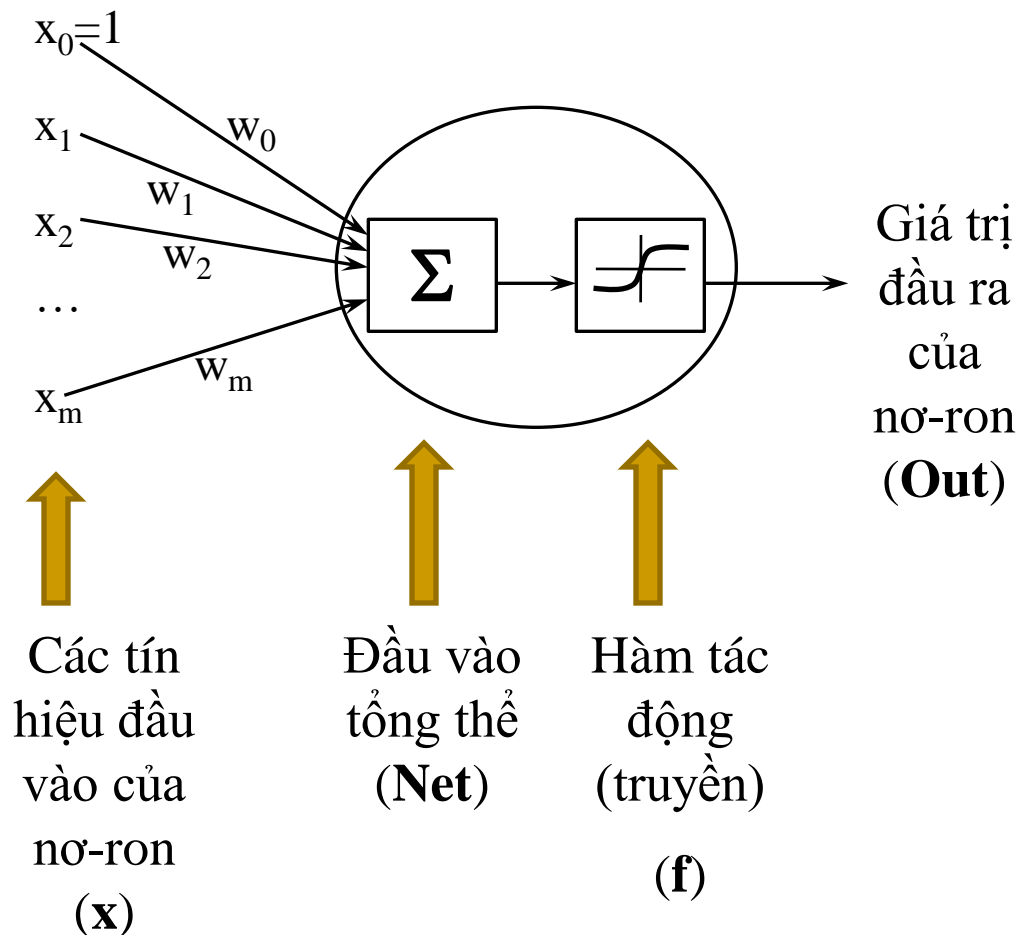 x₀=1
x₁
x₂
…
xₘ
w₀
w₁
w₂
wₘ
Σ
Giá trị
đầu ra
của
nơ-ron
(Out)
Các tín
hiệu đầu
vào của
nơ-ron
(x)
Đầu vào
tổng thể
(Net)
Hàm tác
động
(truyền)
(f)